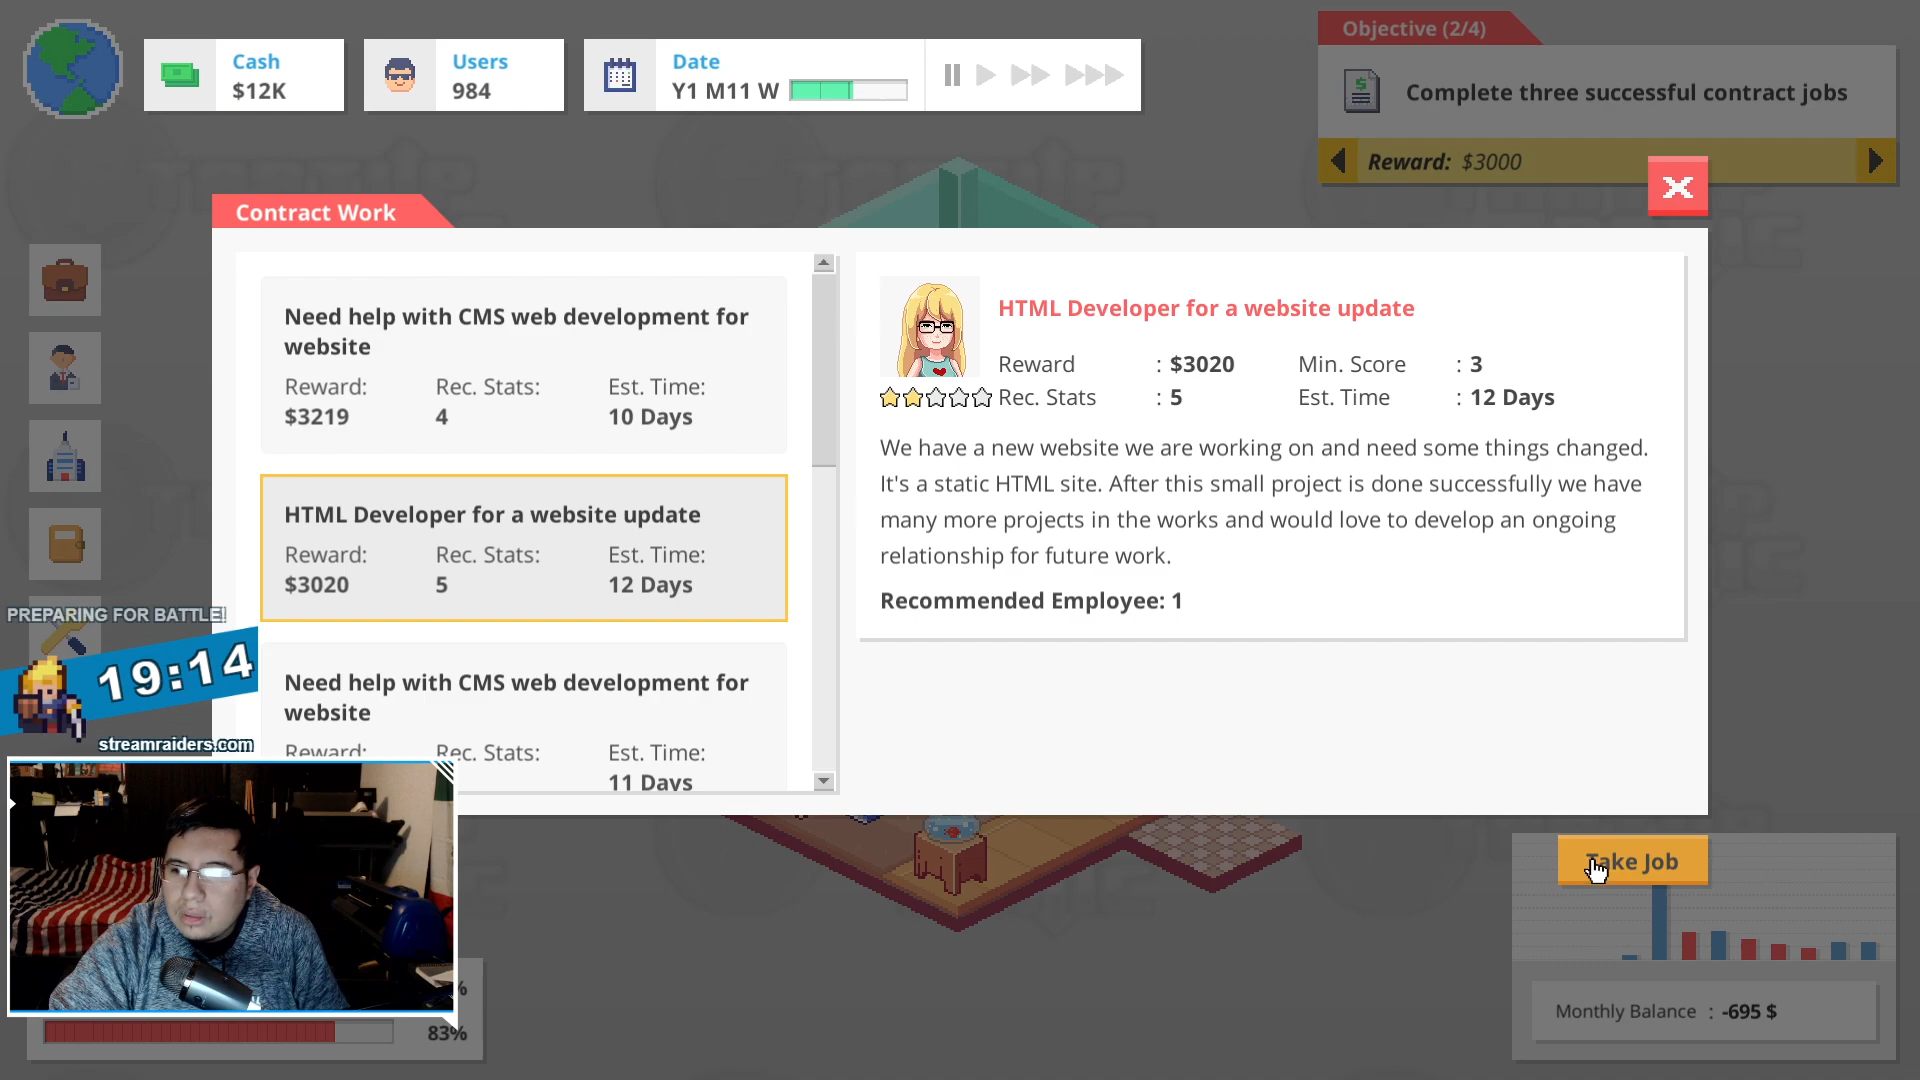 Cash
$12K
Users
984
Date
Y1 M11 W
Objective (2/4)
Complete three successful contract jobs
Reward: $3000
Contract Work
Need help with CMS web development for
website
Reward: Rec. Stats: Est. Time:
$3219 4 10 Days
HTML Developer for a website update
Reward: Rec. Stats: Est. Time:
$3020 5 12 Days
Need help with CMS web development for
website
Reward: Rec. Stats: Est. Time:
11 Days
HTML Developer for a website update
Reward : $3020 Min. Score : 3
Rec. Stats : 5 Est. Time : 12 Days
We have a new website we are working on and need some things changed.
It's a static HTML site. After this small project is done successfully we have
many more projects in the works and would love to develop an ongoing
relationship for future work.
Recommended Employee: 1
PREPARING FOR BATTLE!
19:14
streamraiders.com
Take Job
Monthly Balance : -695 $
%
83%